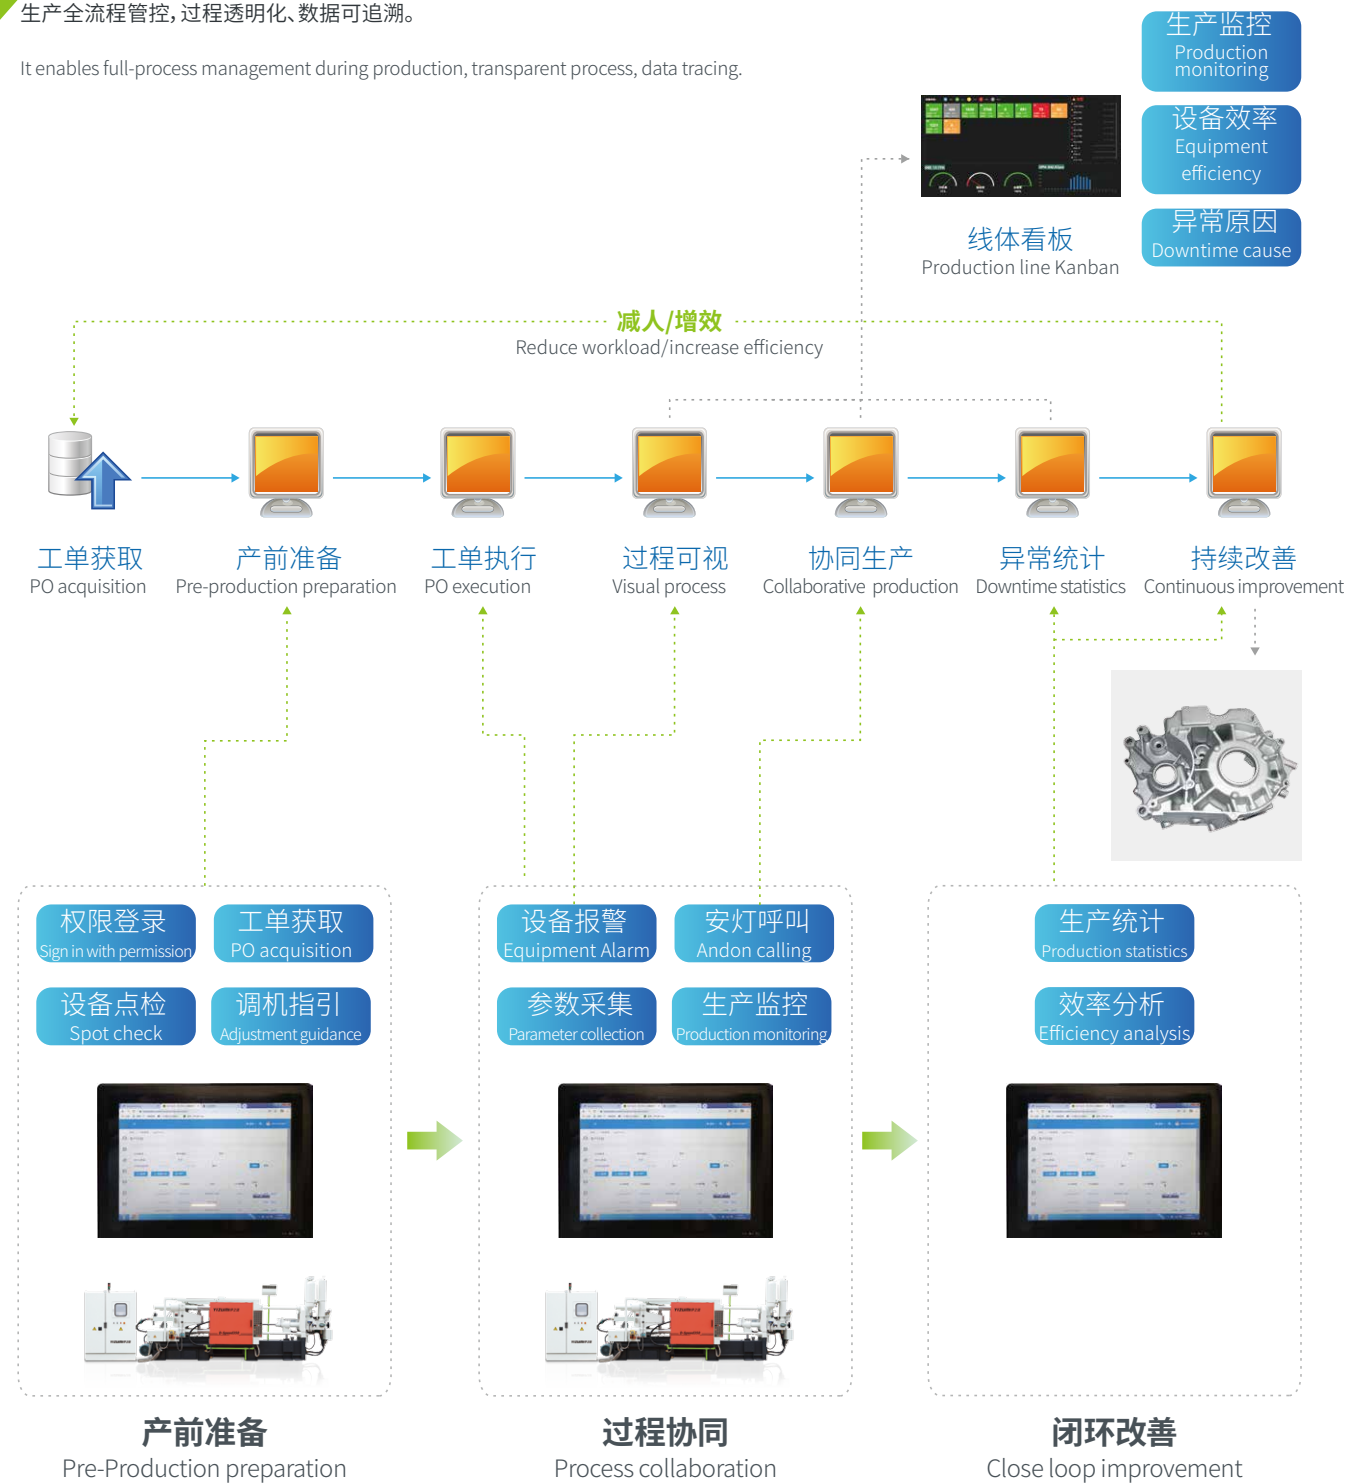 生产全流程管控，过程透明化、数据可追溯。
It enables full-process management during production, transparent process, data tracing.
生产监控
Production
monitoring
设备效率
Equipment
efficiency
异常原因
Downtime cause
线体看板
Production line Kanban
减人/增效
Reduce workload/increase efficiency
工单获取
PO acquisition
产前准备
Pre-production preparation
工单执行
PO execution
过程可视
Visual process
协同生产
Collaborative production
异常统计
Downtime statistics
持续改善
Continuous improvement
权限登录
Sign in with permission
工单获取
PO acquisition
设备点检
Spot check
调机指引
Adjustment guidance
设备报警
Equipment Alarm
安灯呼叫
Andon calling
参数采集
Parameter collection
生产监控
Production monitoring
生产统计
Production statistics
效率分析
Efficiency analysis
产前准备
Pre-Production preparation
过程协同
Process collaboration
闭环改善
Close loop improvement